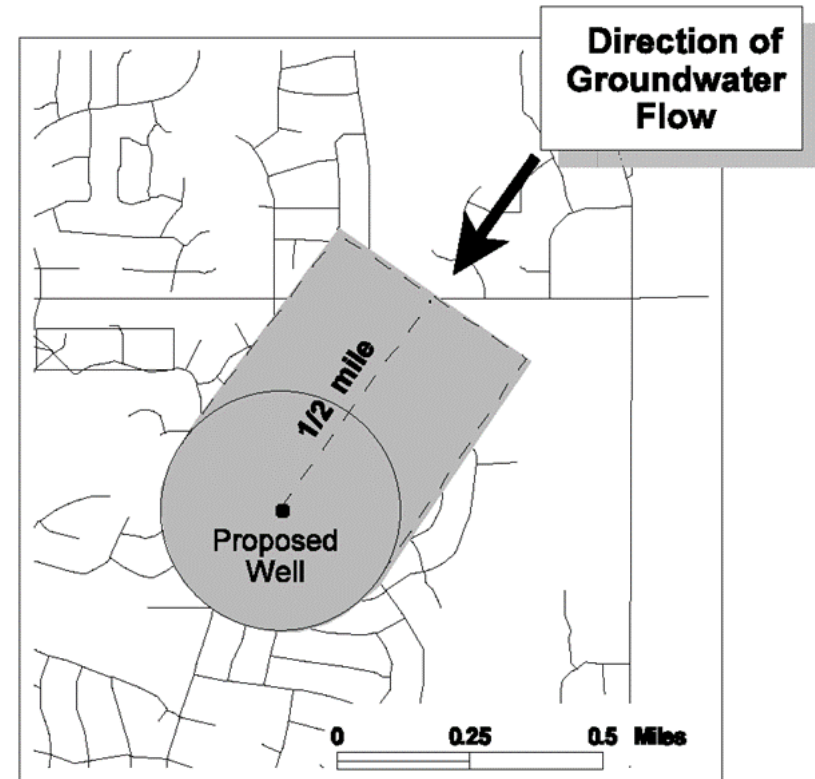 Direction of
Groundwater
Flow
1/2 mile
Proposed
Well
0 0.25 0.5 Miles